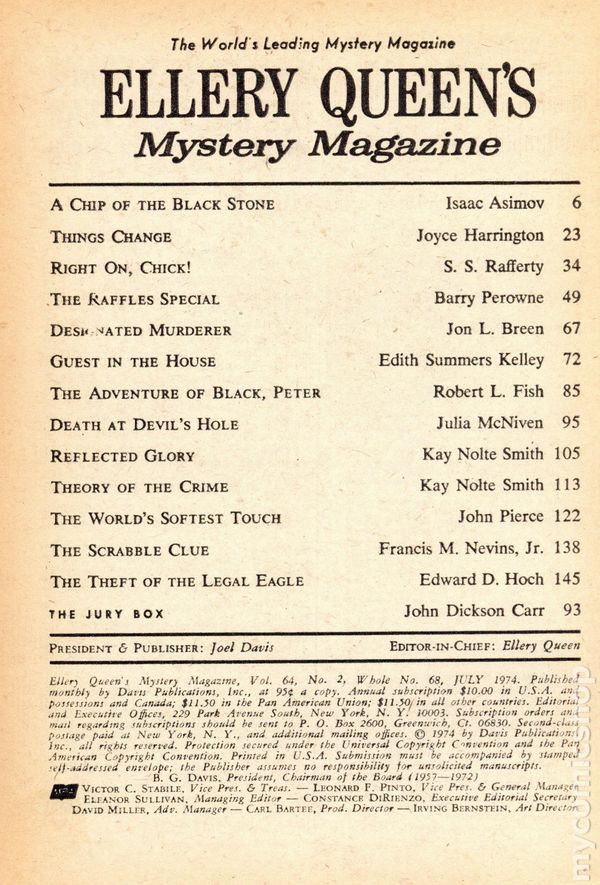 The World's Leading Mystery Magazine
ELLERY QUEEN'S
Mystery Magazine
A CHIP OF THE BLACK STONE Isaac Asimov 6
THINGS CHANGE Joyce Harrington 23
RIGHT ON, CHICK! S. S. Rafferty 34
THE RAFFLES SPECIAL Barry Perowne 49
DESIGNATED MURDERER Jon L. Breen 67
GUEST IN THE HOUSE Edith Summers Kelley 72
THE ADVENTURE OF BLACK, PETER Robert L. Fish 85
DEATH AT DEVIL'S HOLE Julia McNiven 95
REFLECTED GLORY Kay Nolte Smith 105
THEORY OF THE CRIME Kay Nolte Smith 113
THE WORLD'S SOFTEST TOUCH John Pierce 122
THE SCRABBLE CLUE Francis M. Nevins, Jr. 138
THE THEFT OF THE LEGAL EAGLE Edward D. Hoch 145
THE JURY BOX John Dickson Carr 93
PRESIDENT & PUBLISHER: Joel Davis EDITOR-IN-CHIEF: Ellery Queen
Ellery Queen's Mystery Magazine, Vol. 64, No. 2, Whole No. 68, JULY 1974. Published
monthly by Davis Publications, Inc., at 95¢ a copy. Annual subscription $10.00 in U.S.A. and
possessions and Canada; $11.50 in the Pan American Union; $11.50 in all other countries. Editorial
and Executive Offices, 229 Park Avenue South, New York, N. Y. 10003. Subscription orders and
mail regarding subscriptions should be sent to P. O. Box 2600, Greenwich, Ct. 06830. Second-class
postage paid at New York, N. Y., and additional mailing offices. © 1974 by Davis Publications
Inc., all rights reserved. Protection secured under the Universal Copyright Convention and the Pan
American Copyright Convention. Printed in U.S.A. Submission must be accompanied by stamped
self-addressed envelope; the Publisher assumes no responsibility for unsolicited manuscripts.
B. G. DAVIS, President, Chairman of the Board (1957—1972)
VICTOR C. STABILE, Vice Pres. & Treas. — LEONARD F. PINTO, Vice Pres. & General Manager
ELEANOR SULLIVAN, Managing Editor — CONSTANCE DIRIENZO, Executive Editorial Secretary
DAVID MILLER, Adv. Manager — CARL BARTEE, Prod. Director — IRVING BERNSTEIN, Art Director
mycomicshop